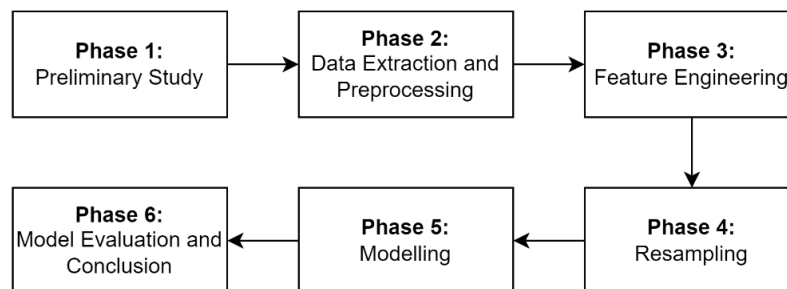 Phase 1:
Preliminary Study
Phase 2:
Data Extraction and
Preprocessing
Phase 3:
Feature Engineering
Phase 4:
Resampling
Phase 5:
Modelling
Phase 6:
Model Evaluation and
Conclusion